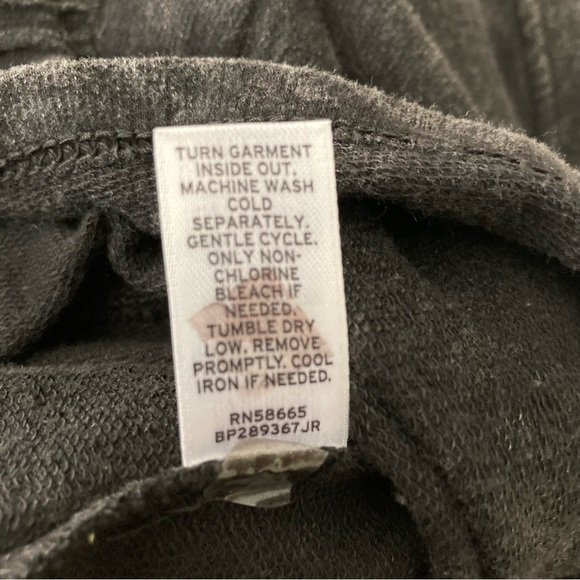 TURN GARMENT
INSIDE OUT.
MACHINE WASH
COLD
SEPARATELY.
GENTLE CYCLE.
ONLY NON-
CHLORINE
BLEACH IF
NEEDED.
TUMBLE DRY
LOW. REMOVE
PROMPTLY. COOL
IRON IF NEEDED.
RN58665
BP289367JR